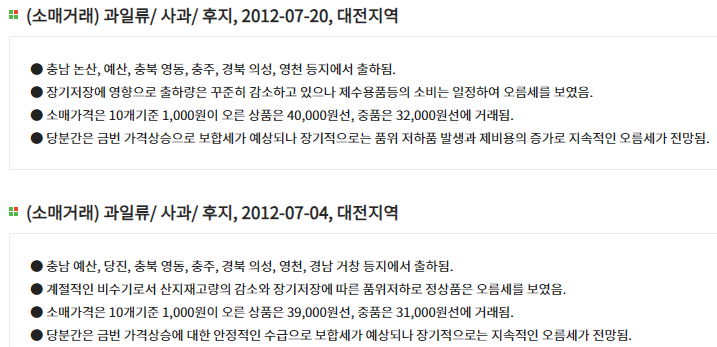 (소매거래) 과일류/ 사과/ 후지, 2012-07-20, 대전지역
● 충남 논산, 예산, 충북 영동, 충주, 경북 의성, 영천 등지에서 출하됨.
● 장기저장에 영향으로 출하량은 꾸준히 감소하고 있으나 제수용품등의 소비는 일정하여 오름세를 보였음.
● 소매가격은 10개기준 1,000원이 오른 상품은 40,000원선, 중품은 32,000원선에 거래됨.
● 당분간은 금번 가격상승으로 보합세가 예상되나 장기적으로는 품위 저하품 발생과 제비용의 증가로 지속적인 오름세가 전망됨.
(소매거래) 과일류/ 사과/ 후지, 2012-07-04, 대전지역
● 충남 예산, 당진, 충북 영동, 충주, 경북 의성, 영천, 경남 거창 등지에서 출하됨.
● 계절적인 비수기로서 산지재고량의 감소와 장기저장에 따른 품위저하로 정상품은 오름세를 보였음.
● 소매가격은 10개기준 1,000원이 오른 상품은 39,000원선, 중품은 31,000원선에 거래됨.
● 당분간은 금번 가격상승에 대한 안정적인 수급으로 보합세가 예상되나 장기적으로는 지속적인 오름세가 전망됨.